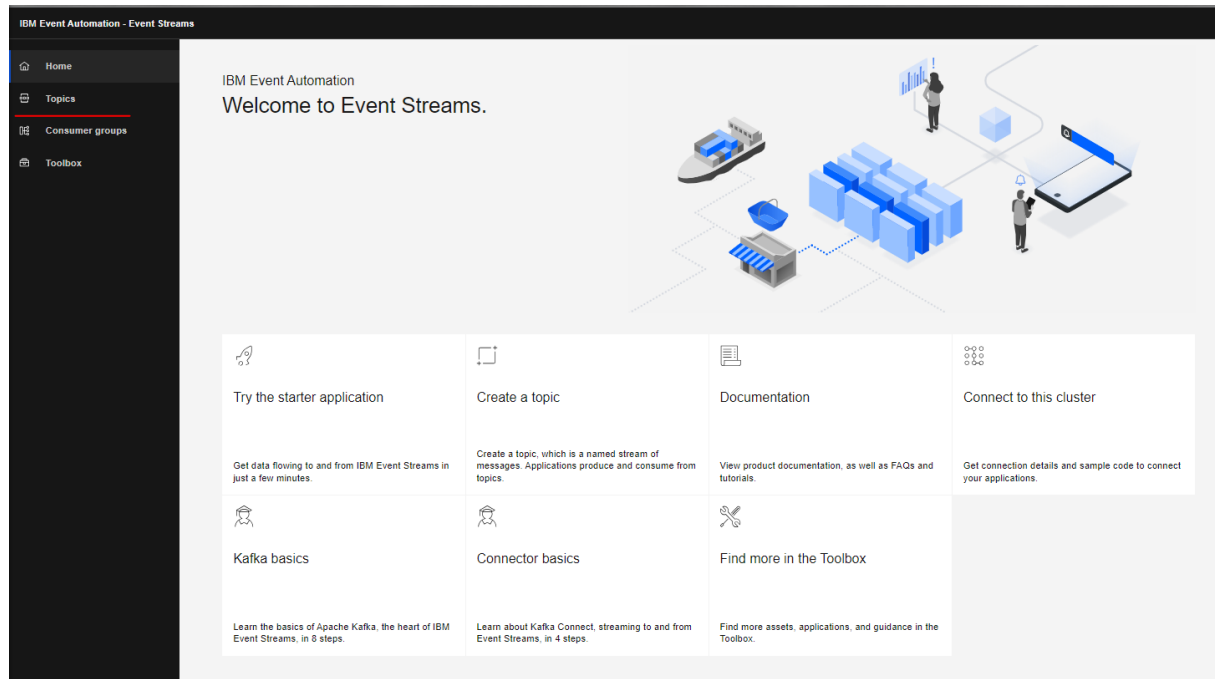 IBM Event Automation - Event Streams
Home
Topics
Consumer groups
Toolbox
IBM Event Automation
Welcome to Event Streams.
Try the starter application
Get data flowing to and from IBM Event Streams in
just a few minutes.
Create a topic
Create a topic, which is a named stream of
messages. Applications produce and consume from
topics.
Documentation
View product documentation, as well as FAQs and
tutorials.
Connect to this cluster
Get connection details and sample code to connect
your applications.
Kafka basics
Learn the basics of Apache Kafka, the heart of IBM
Event Streams, in 8 steps.
Connector basics
Learn about Kafka Connect, streaming to and from
Event Streams, in 4 steps.
Find more in the Toolbox
Find more assets, applications, and guidance in the
Toolbox.